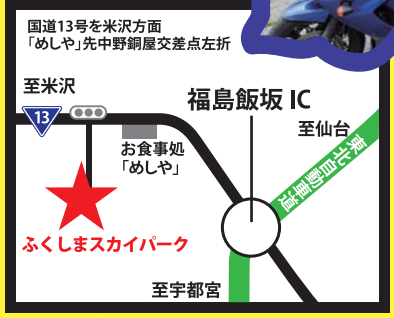 国道13号を米沢方面
「めしや」先中野銅屋交差点左折
至米沢
13
福島飯坂 IC
至仙台
お食事処
「めしや」
東北自動車道
ふくしまスカイパーク
至宇都宮